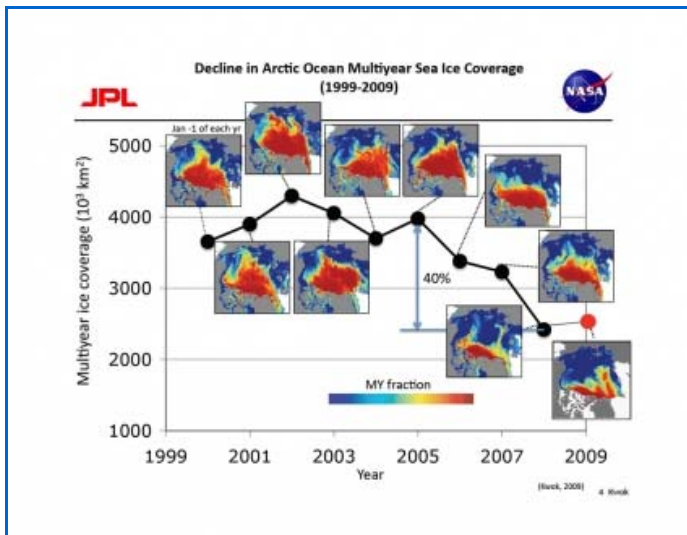 Decline in Arctic Ocean Multiyear Sea Ice Coverage
(1999-2009)
JPL
NASA
Jan -1 of each yr
Multiyear ice coverage (10³ km²)
5000
4000
3000
2000
1000
40%
MY fraction
1999
2001
2003
2005
2007
2009
Year
(Kwok, 2009)
4 Kwok